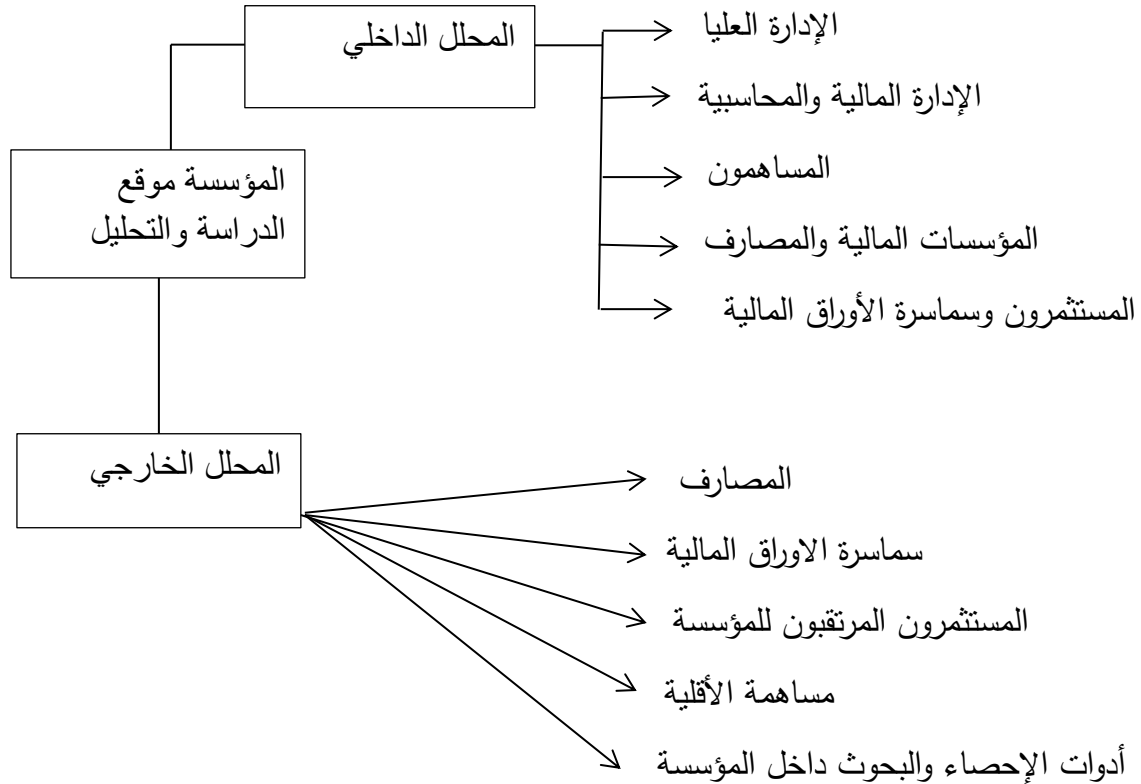 المحلل الداخلي
الإدارة العليا
الإدارة المالية والمحاسبية
المساهمون
المؤسسات المالية والمصارف
المستثمرون وسماسرة الأوراق المالية
المؤسسة موقع
الدراسة والتحليل
المحلل الخارجي
المصارف
سماسرة الاوراق المالية
المستثمرون المرتقبون للمؤسسة
مساهمة الأقلية
أدوات الإحصاء والبحوث داخل المؤسسة